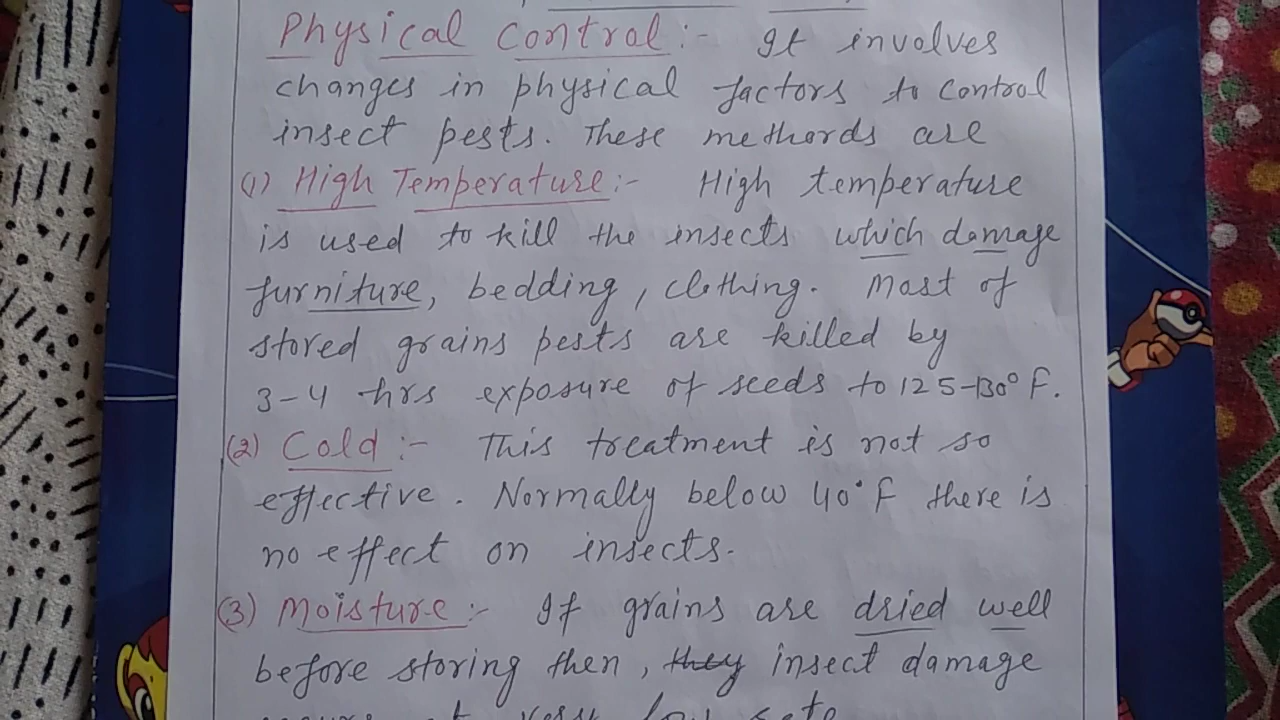 Physical Control :- It involves
changes in physical factors to control
insect pests. These methords are
(1) High Temperature :- High temperature
is used to kill the insects which damage
furniture, bedding, clothing. Most of
stored grains pests are killed by
3-4 hrs exposure of seeds to 125-130° F.
(2) Cold :- This treatment is not so
effective. Normally below 40° F there is
no effect on insects.
(3) Moisture :- If grains are dried well
before storing then, they insect damage
very low